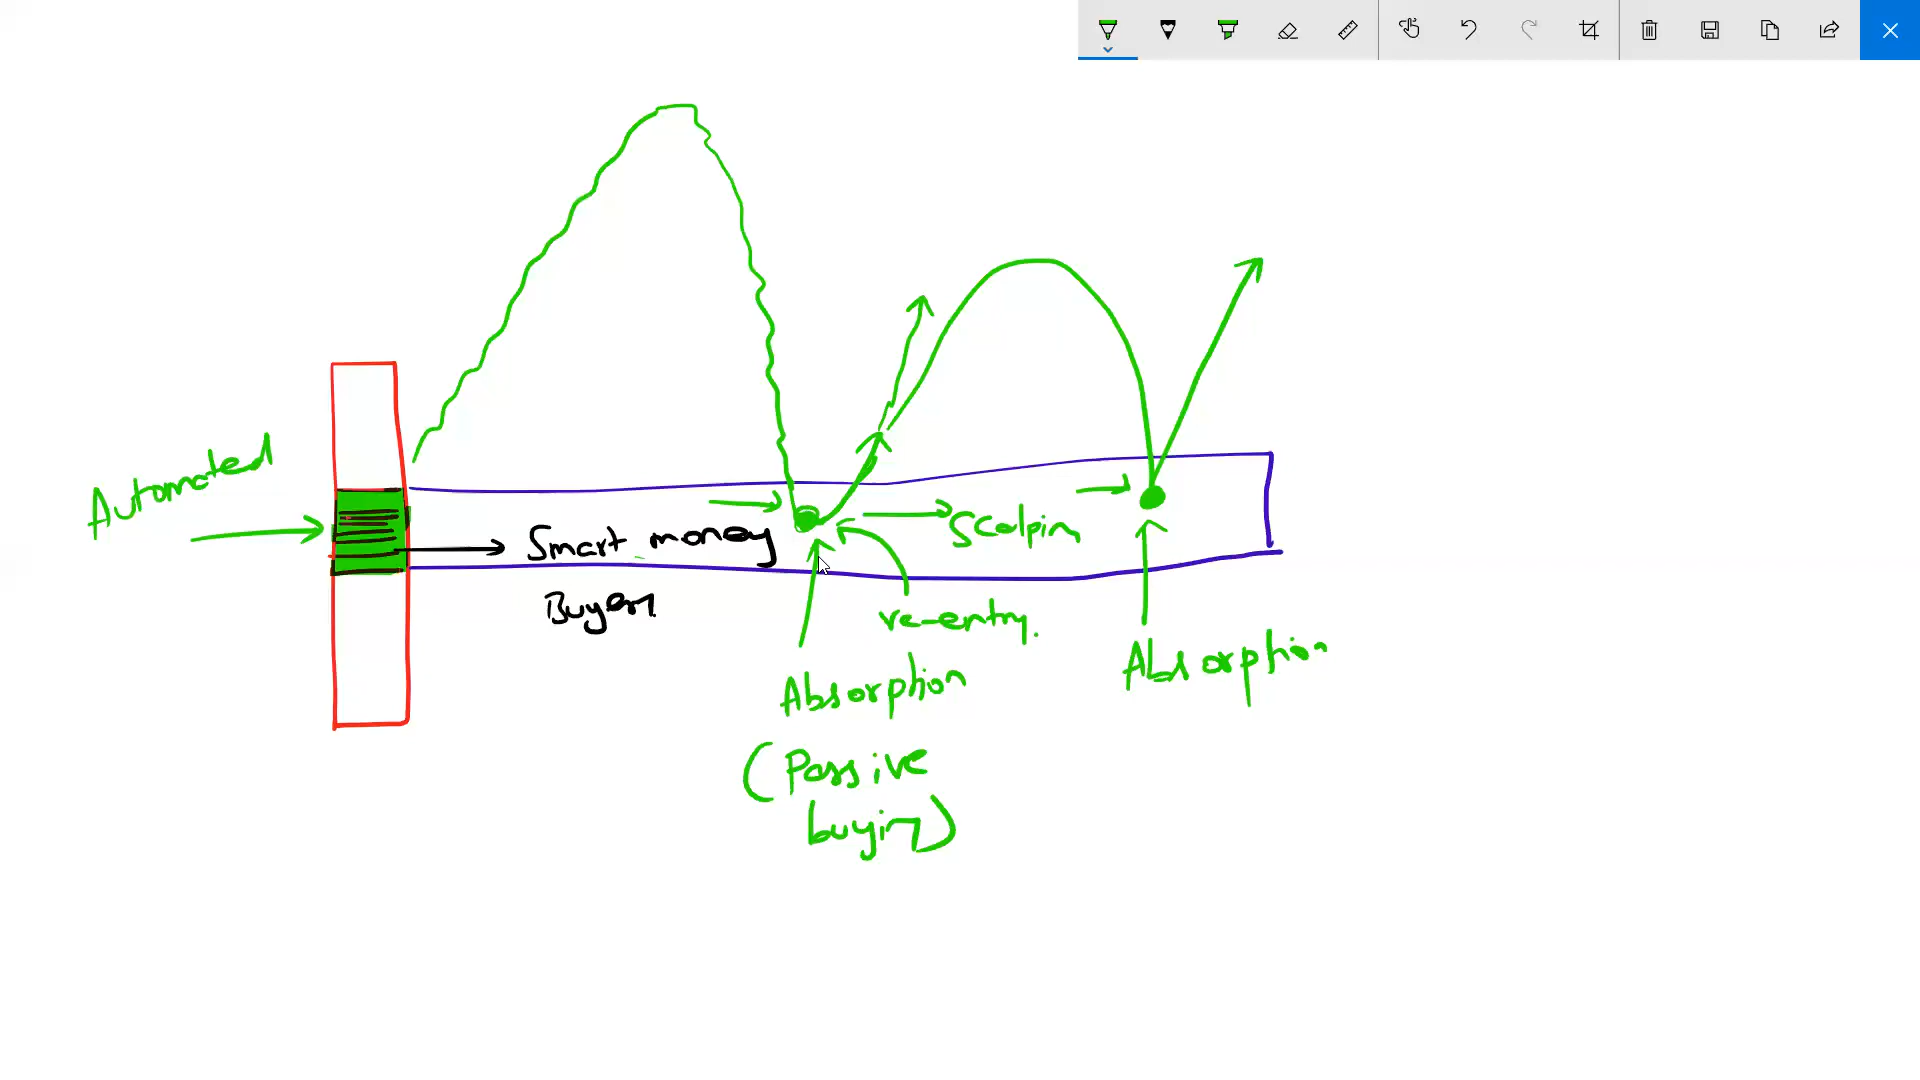 Automated
Smart money
Buyers
Scalpin
re-entry.
Absorption
(Passive
buying)
Absorption